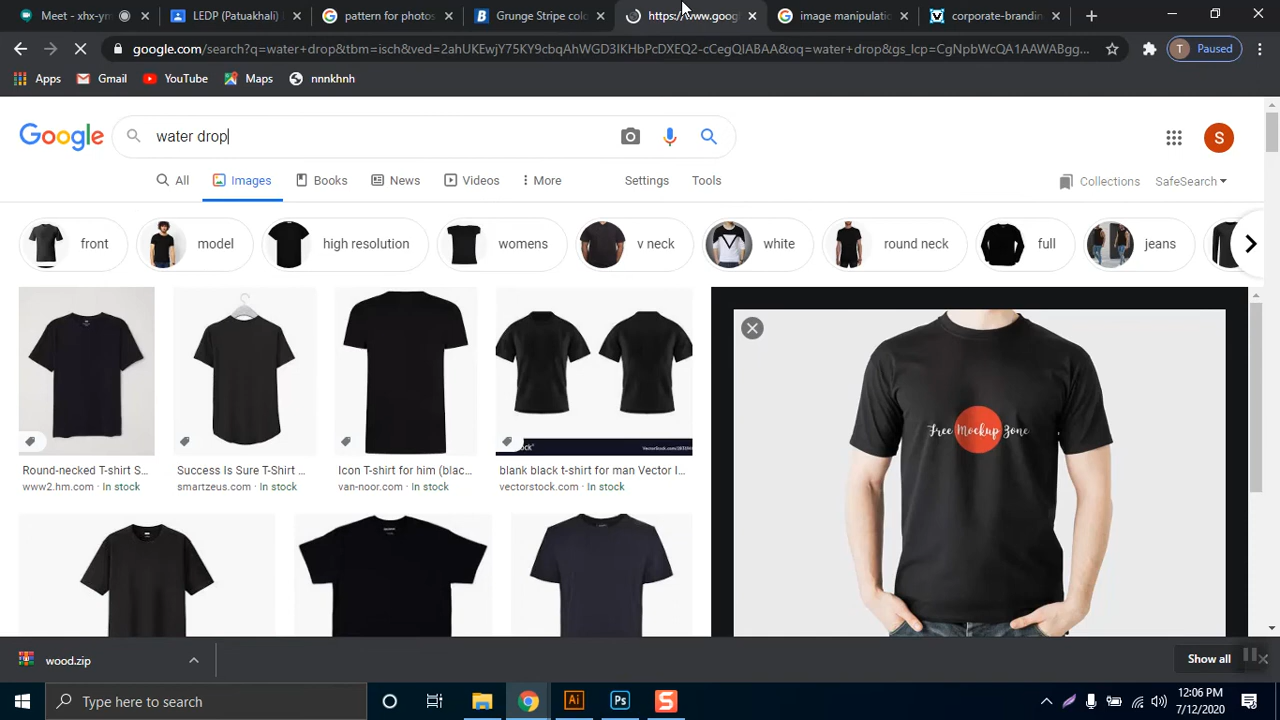 Meet - xhx-ym
LEDP (Patuakhali)
pattern for photos
Grunge Stripe col
https://www.goog
image manipulati
corporate-brandin
google.com/search?q=water+drop&tbm=isch&ved=2ahUKEwjY75KY9cbqAhWGD3IKHbPcDXEQ2-cCegQIABAA&oq=water+drop&gs_lcp=CgNpbWcQA1AAWABgg...
T Paused
Apps
Gmail
YouTube
Maps
nnnkhnh
Google
water drop
S
All
Images
Books
News
Videos
More
Settings
Tools
Collections
SafeSearch
front
model
high resolution
womens
v neck
white
round neck
full
jeans
Free Mockup Zone
Round-necked T-shirt S...
www2.hm.com · In stock
Success Is Sure T-Shirt ...
smartzeus.com · In stock
Icon T-shirt for him (blac...
van-noor.com · In stock
blank black t-shirt for man Vector I...
vectorstock.com · In stock
wood.zip
Show all
Type here to search
Ai
Ps
S
12:06 PM
7/12/2020